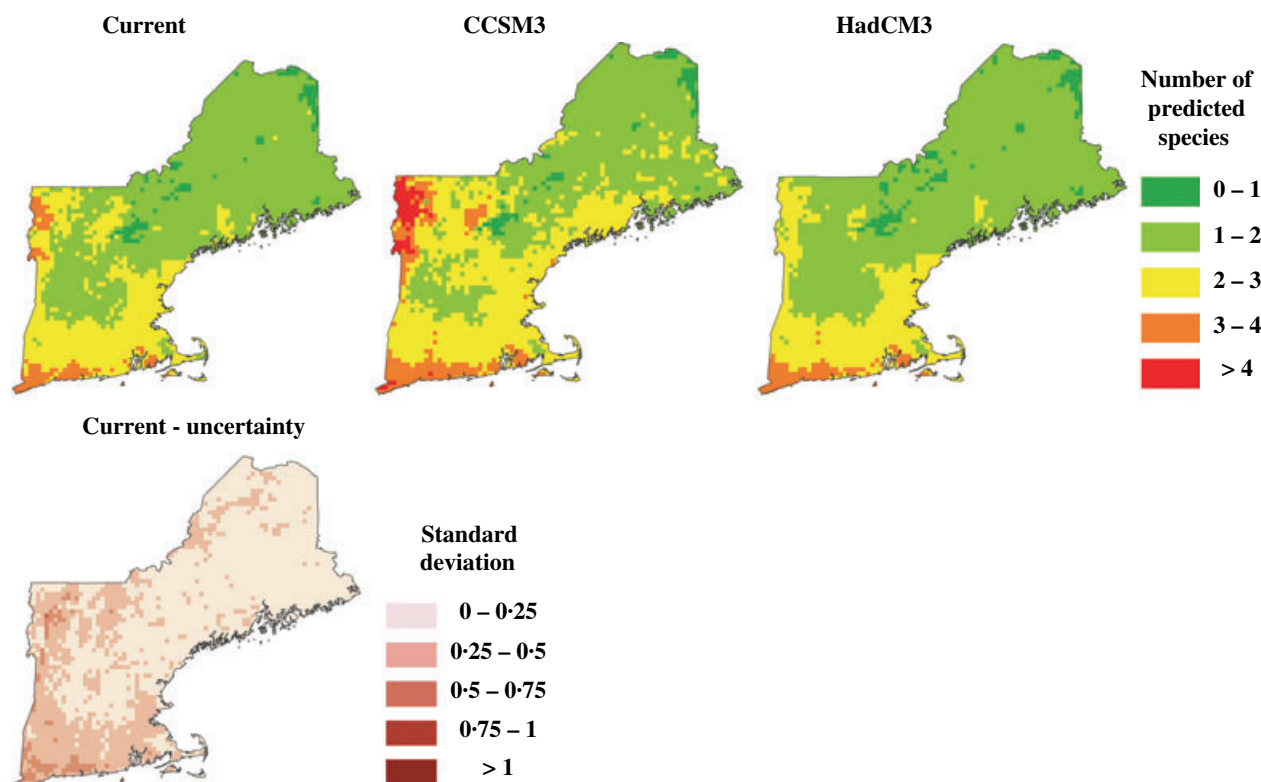 Current
CCSM3
HadCM3
Number of
predicted
species
0 – 1
1 – 2
2 – 3
3 – 4
> 4
Current - uncertainty
Standard
deviation
0 – 0·25
0·25 – 0·5
0·5 – 0·75
0·75 – 1
> 1